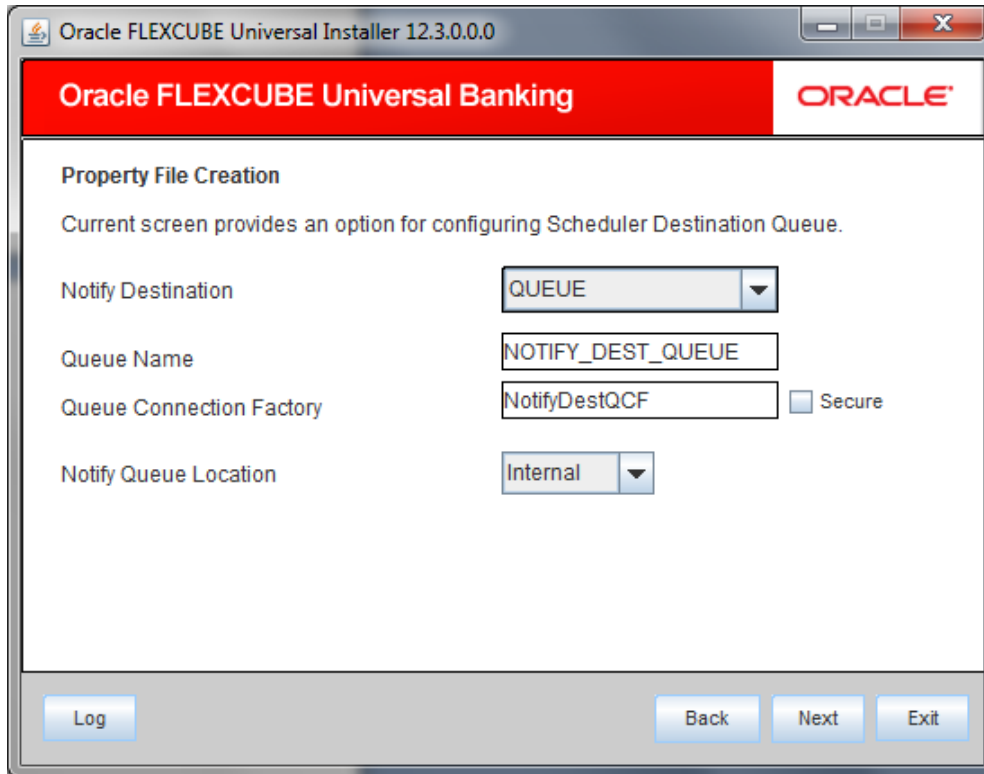 Oracle FLEXCUBE Universal Installer 12.3.0.0.0
Oracle FLEXCUBE Universal Banking
ORACLE
Property File Creation
Current screen provides an option for configuring Scheduler Destination Queue.
Notify Destination QUEUE
Queue Name NOTIFY_DEST_QUEUE
Queue Connection Factory NotifyDestQCF Secure
Notify Queue Location Internal
Log Back Next Exit